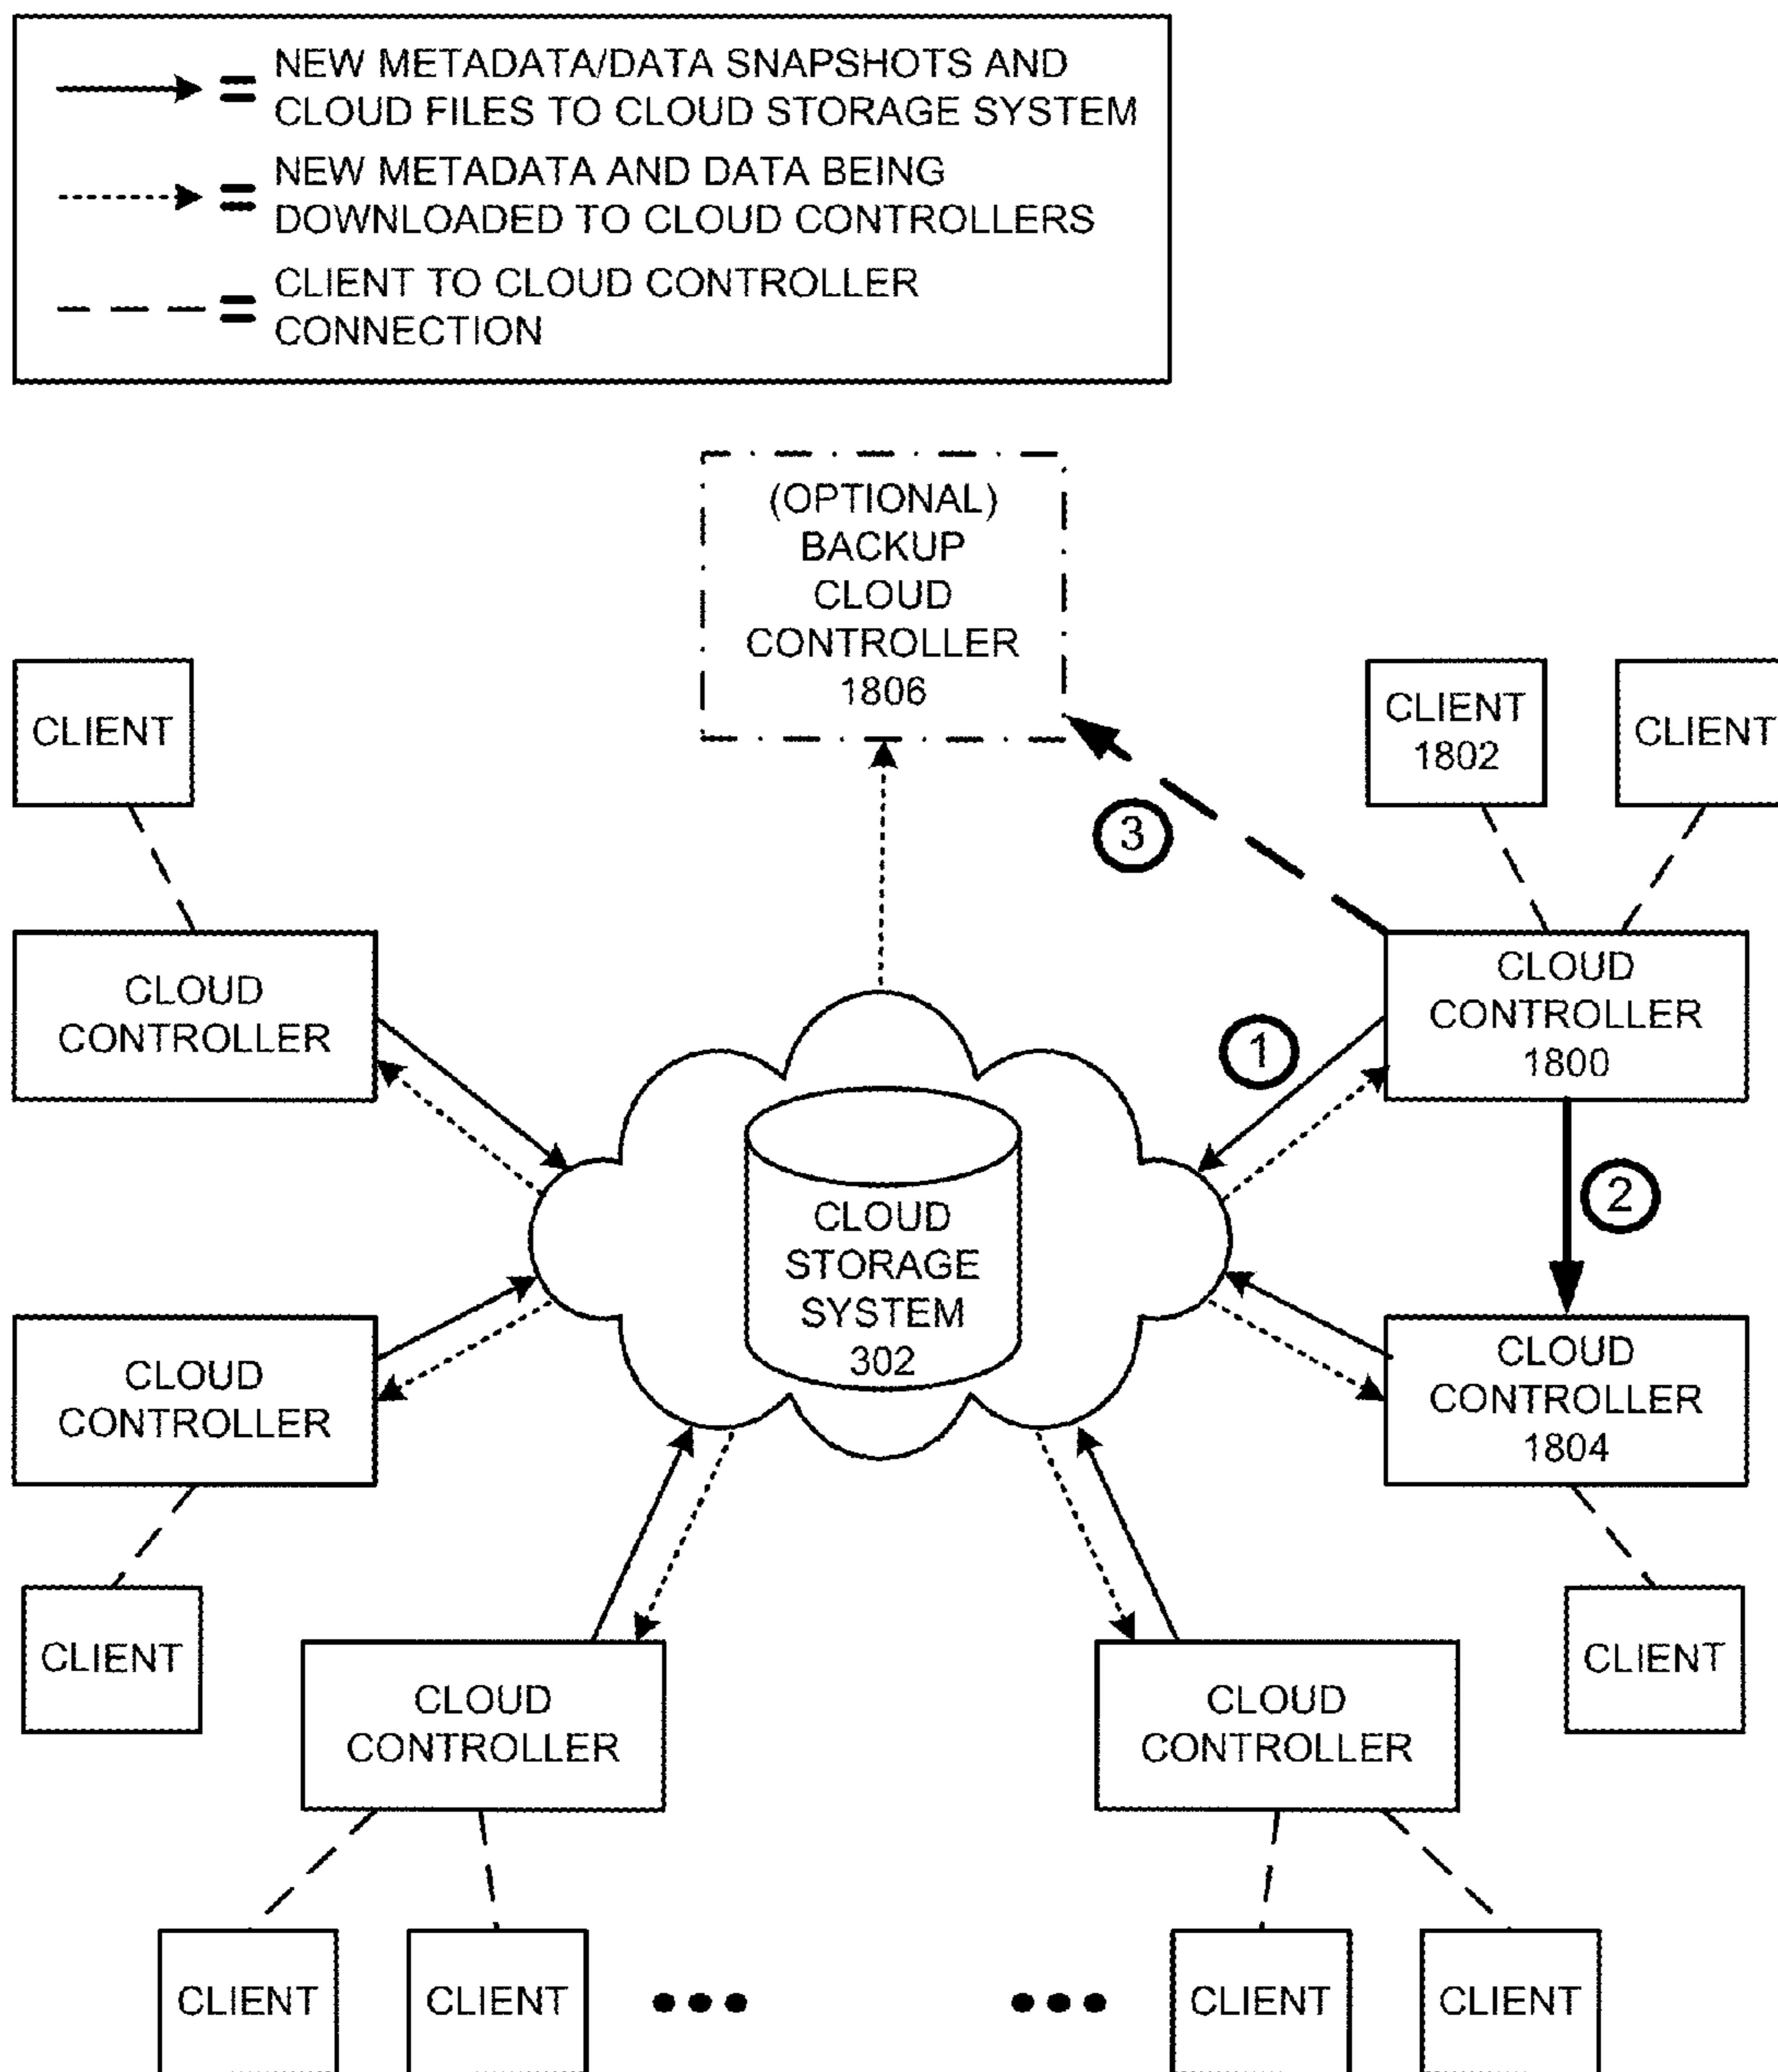 NEW METADATA/DATA SNAPSHOTS AND
CLOUD FILES TO CLOUD STORAGE SYSTEM
NEW METADATA AND DATA BEING
DOWNLOADED TO CLOUD CONTROLLERS
CLIENT TO CLOUD CONTROLLER
CONNECTION
(OPTIONAL)
BACKUP
CLOUD
CONTROLLER
1806
CLIENT
CLIENT
1802
CLIENT
3
CLOUD
CONTROLLER
CLOUD
CONTROLLER
1800
1
2
CLOUD
STORAGE
SYSTEM
302
CLOUD
CONTROLLER
CLOUD
CONTROLLER
1804
CLIENT
CLIENT
CLOUD
CONTROLLER
CLOUD
CONTROLLER
CLIENT
CLIENT
CLIENT
CLIENT